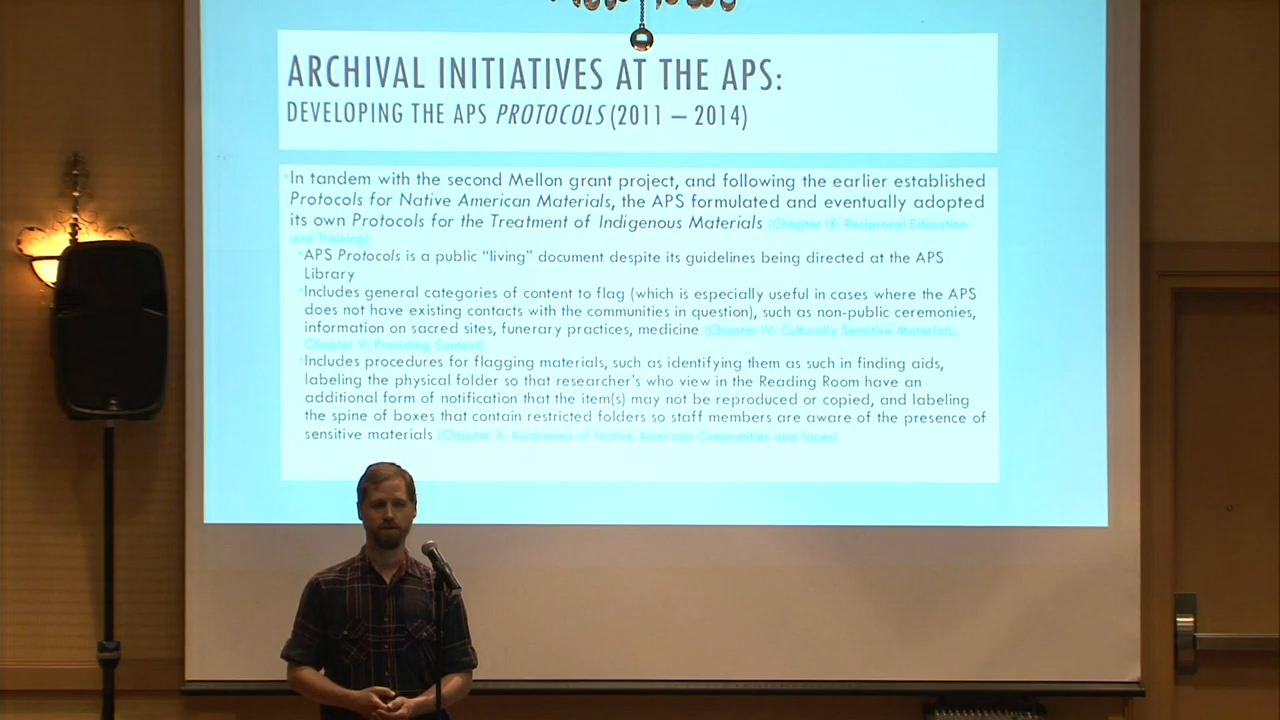 ARCHIVAL INITIATIVES AT THE APS:
DEVELOPING THE APS PROTOCOLS (2011 – 2014)
In tandem with the second Mellon grant project, and following the earlier established
Protocols for Native American Materials, the APS formulated and eventually adopted
its own Protocols for the Treatment of Indigenous Materials (Chapter IX: Reciprocal Education
and Training)
APS Protocols is a public “living” document despite its guidelines being directed at the APS
Library
Includes general categories of content to flag (which is especially useful in cases where the APS
does not have existing contacts with the communities in question), such as non-public ceremonies,
information on sacred sites, funerary practices, medicine (Chapter IV: Culturally Sensitive Materials,
Chapter V: Providing Context)
Includes procedures for flagging materials, such as identifying them as such in finding aids,
labeling the physical folder so that researcher’s who view in the Reading Room have an
additional form of notification that the item(s) may not be reproduced or copied, and labeling
the spine of boxes that contain restricted folders so staff members are aware of the presence of
sensitive materials (Chapter X: Awareness of Native American Communities and Issues)